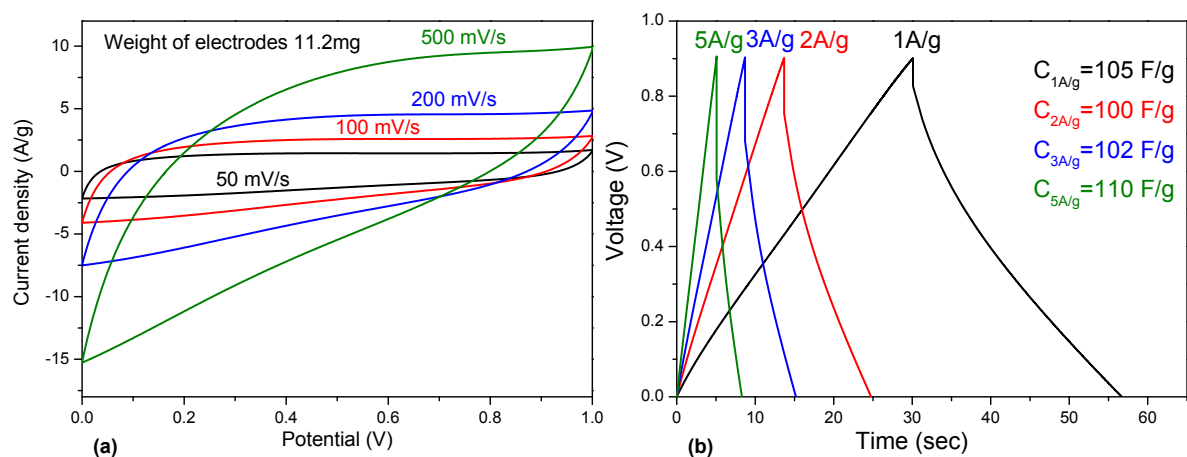 Weight of electrodes 11.2mg
500 mV/s
200 mV/s
100 mV/s
50 mV/s
Current density (A/g)
10
5
0
-5
-10
-15
0.0 0.2 0.4 0.6 0.8 1.0
Potential (V)
(a)
5A/g 3A/g 2A/g 1A/g
C1A/g=105 F/g
C2A/g=100 F/g
C3A/g=102 F/g
C5A/g=110 F/g
Voltage (V)
1.0
0.8
0.6
0.4
0.2
0.0
0 10 20 30 40 50 60
Time (sec)
(b)